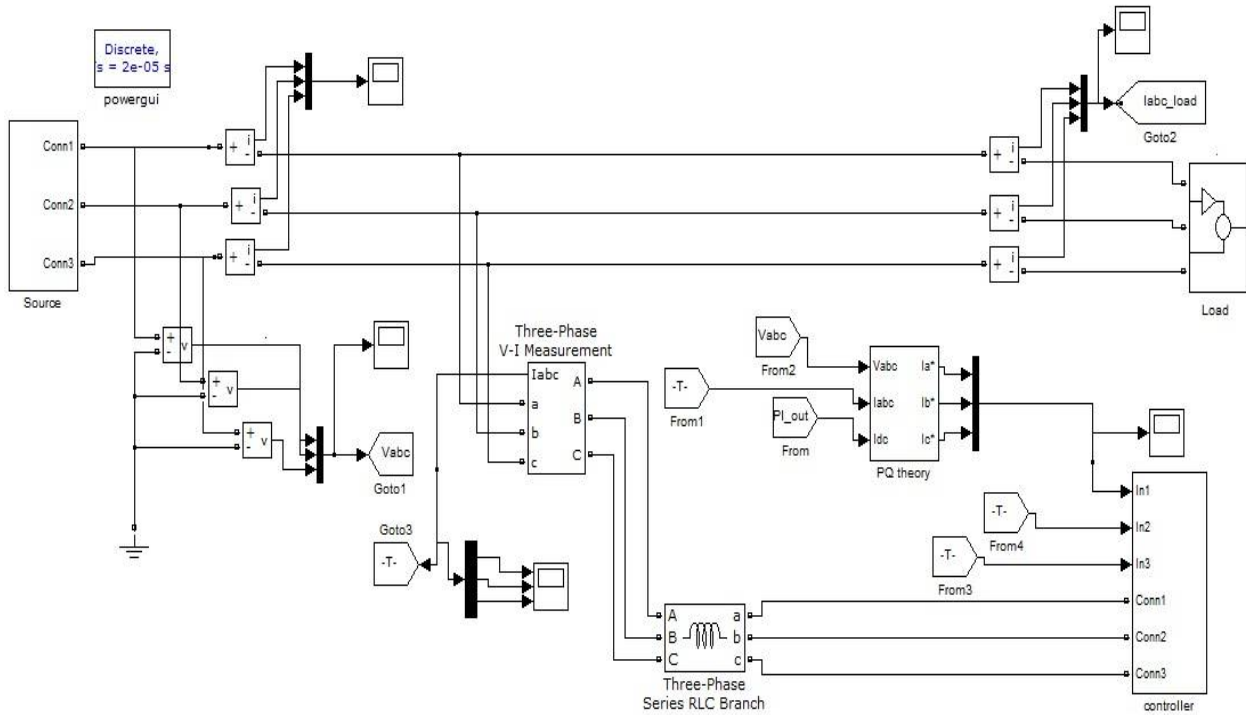 Discrete,
s = 2e-05 s
powergui
i
+
-
i
+
-
i
+
-
Conn1
Conn2
Conn3
Source
i
+
-
i
+
-
i
+
-
Iabc_load
Goto2
Load
+
-
v
+
-
v
+
-
v
Vabc
Goto1
Three-Phase
V-I Measurement
Iabc
a
b
c
A
B
C
Goto3
-T-
-T-
From1
Vabc
From2
PI_out
From
Vabc
Iabc
Idc
Ia*
Ib*
Ic*
PQ theory
-T-
From4
-T-
From3
In1
In2
In3
Conn1
Conn2
Conn3
controller
A
B
C
a
b
c
Three-Phase
Series RLC Branch